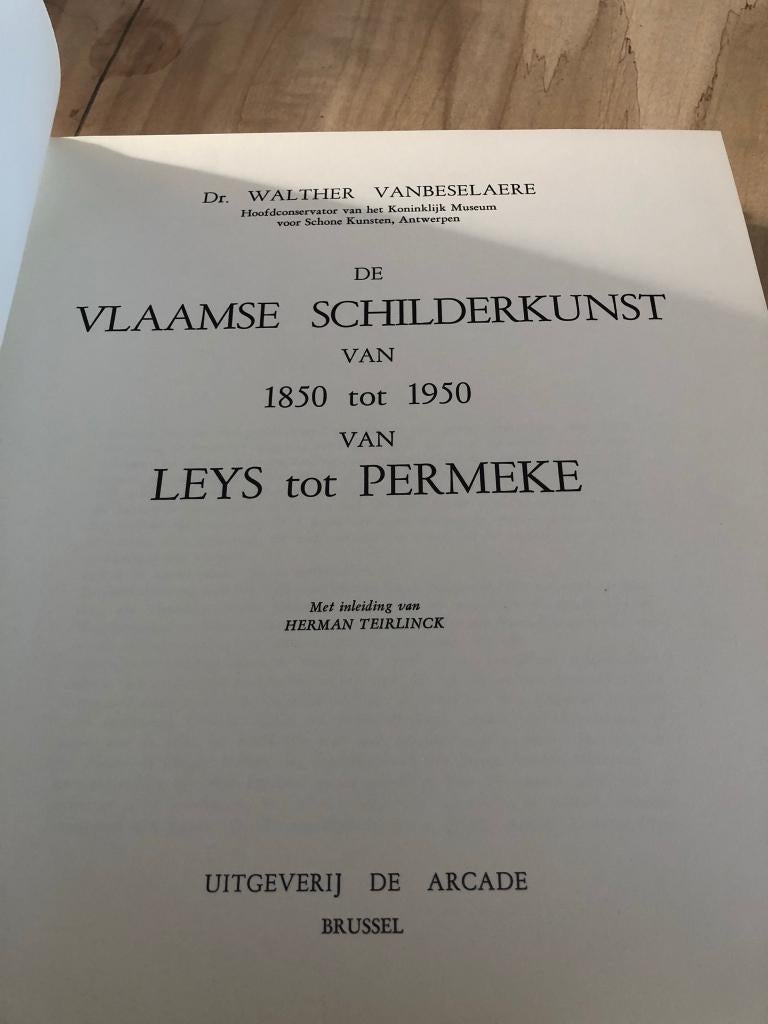 Dr. WALTHER VANBESELAERE
Hoofdconservator van het Koninklijk Museum
voor Schone Kunsten, Antwerpen
DE
VLAAMSE SCHILDERKUNST
VAN
1850 tot 1950
VAN
LEYS tot PERMEKE
Met inleiding van
HERMAN TEIRLINCK
UITGEVERIJ DE ARCADE
BRUSSEL